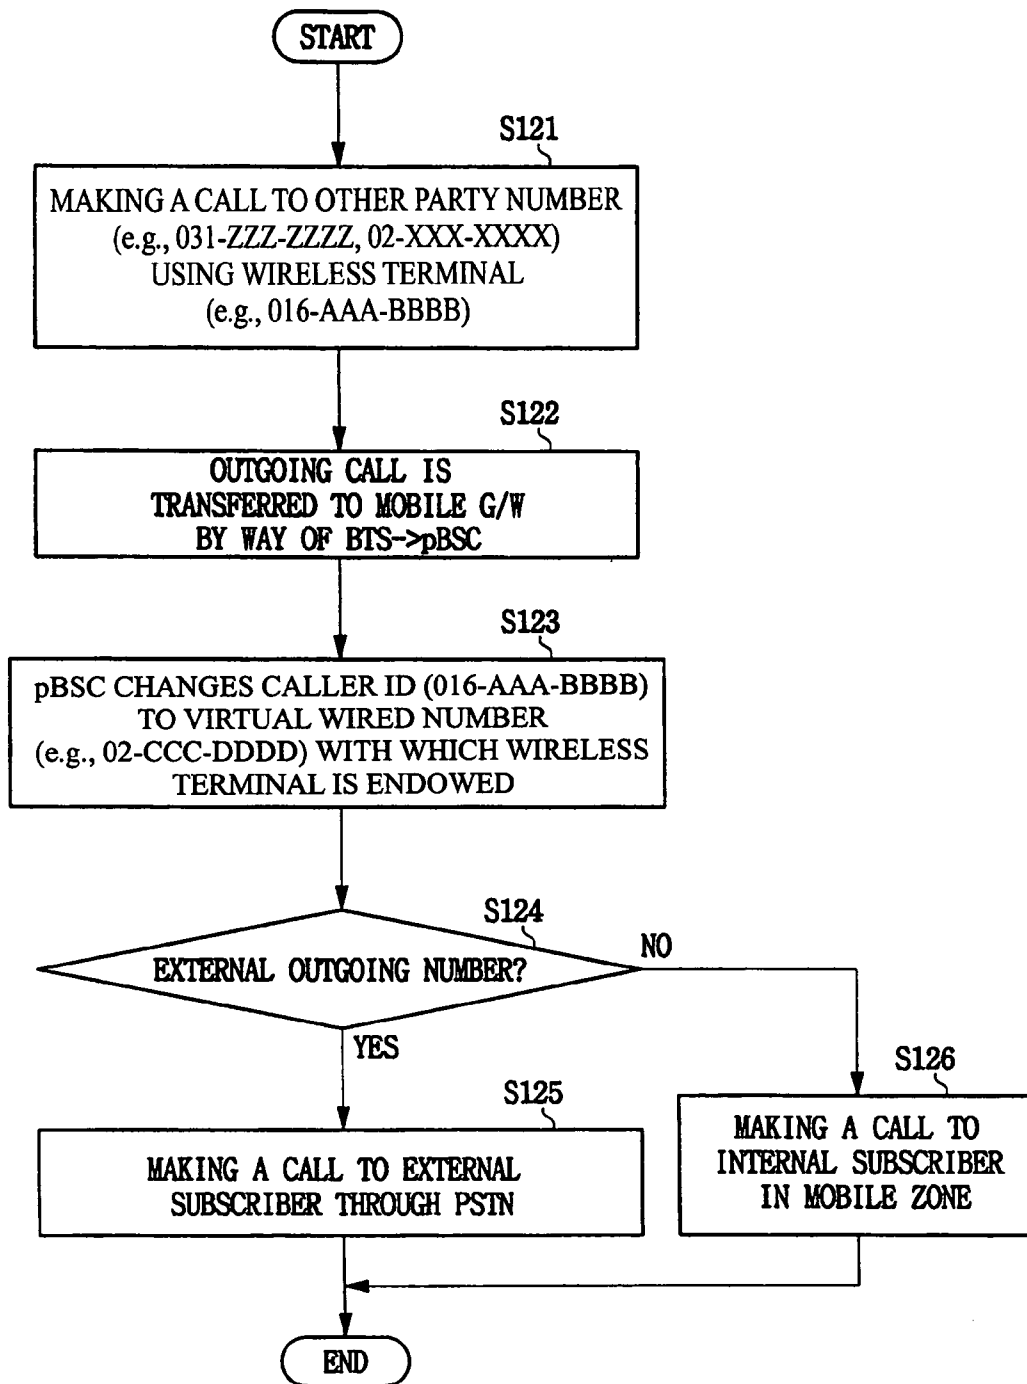 START
S121
MAKING A CALL TO OTHER PARTY NUMBER
(e.g., 031-ZZZ-ZZZZ, 02-XXX-XXXX)
USING WIRELESS TERMINAL
(e.g., 016-AAA-BBBB)
S122
OUTGOING CALL IS
TRANSFERRED TO MOBILE G/W
BY WAY OF BTS->pBSC
S123
pBSC CHANGES CALLER ID (016-AAA-BBBB)
TO VIRTUAL WIRED NUMBER
(e.g., 02-CCC-DDDD) WITH WHICH WIRELESS
TERMINAL IS ENDOWED
S124
EXTERNAL OUTGOING NUMBER?
NO
YES
S125
MAKING A CALL TO EXTERNAL
SUBSCRIBER THROUGH PSTN
S126
MAKING A CALL TO
INTERNAL SUBSCRIBER
IN MOBILE ZONE
END